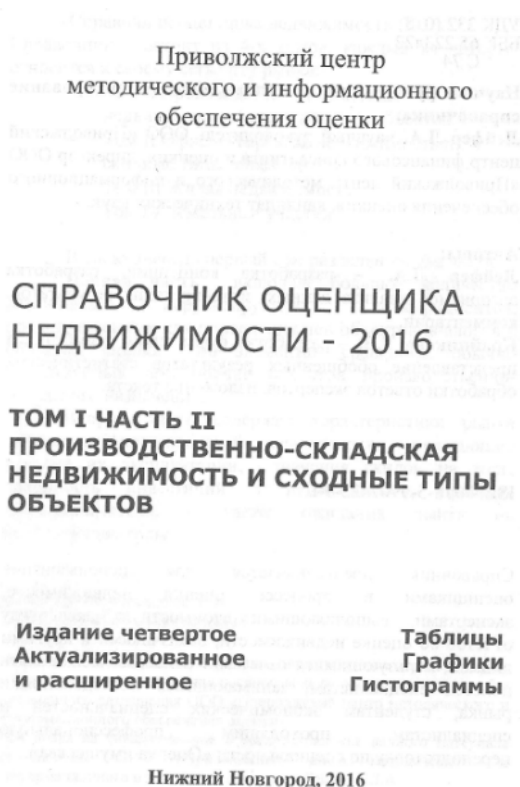 Приволжский центр
методического и информационного
обеспечения оценки
СПРАВОЧНИК ОЦЕНЩИКА
НЕДВИЖИМОСТИ - 2016
ТОМ I ЧАСТЬ II
ПРОИЗВОДСТВЕННО-СКЛАДСКАЯ
НЕДВИЖИМОСТЬ И СХОДНЫЕ ТИПЫ
ОБЪЕКТОВ
Издание четвертое Таблицы
Актуализированное Графики
и расширенное Гистограммы
Нижний Новгород, 2016